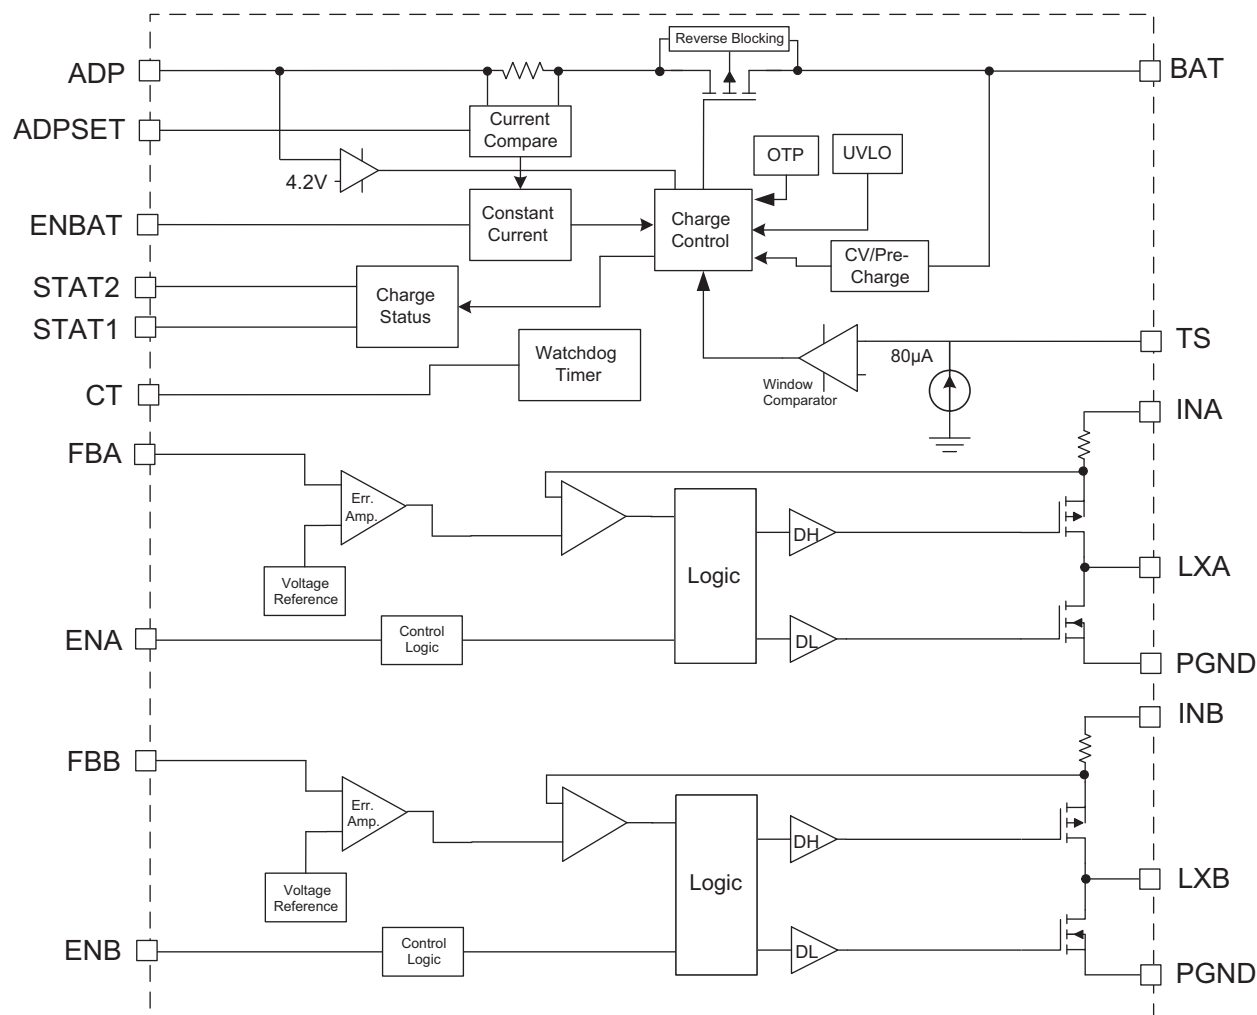 Reverse Blocking
ADP
BAT
ADPSET
Current
Compare
OTP
UVLO
4.2V
ENBAT
Constant
Current
Charge
Control
CV/Pre-
Charge
STAT2
STAT1
Charge
Status
TS
Watchdog
Timer
80µA
Window
Comparator
CT
INA
FBA
Err.
Amp.
DH
Voltage
Reference
Logic
LXA
ENA
Control
Logic
DL
PGND
INB
FBB
Err.
Amp.
DH
Voltage
Reference
Logic
LXB
ENB
Control
Logic
DL
PGND